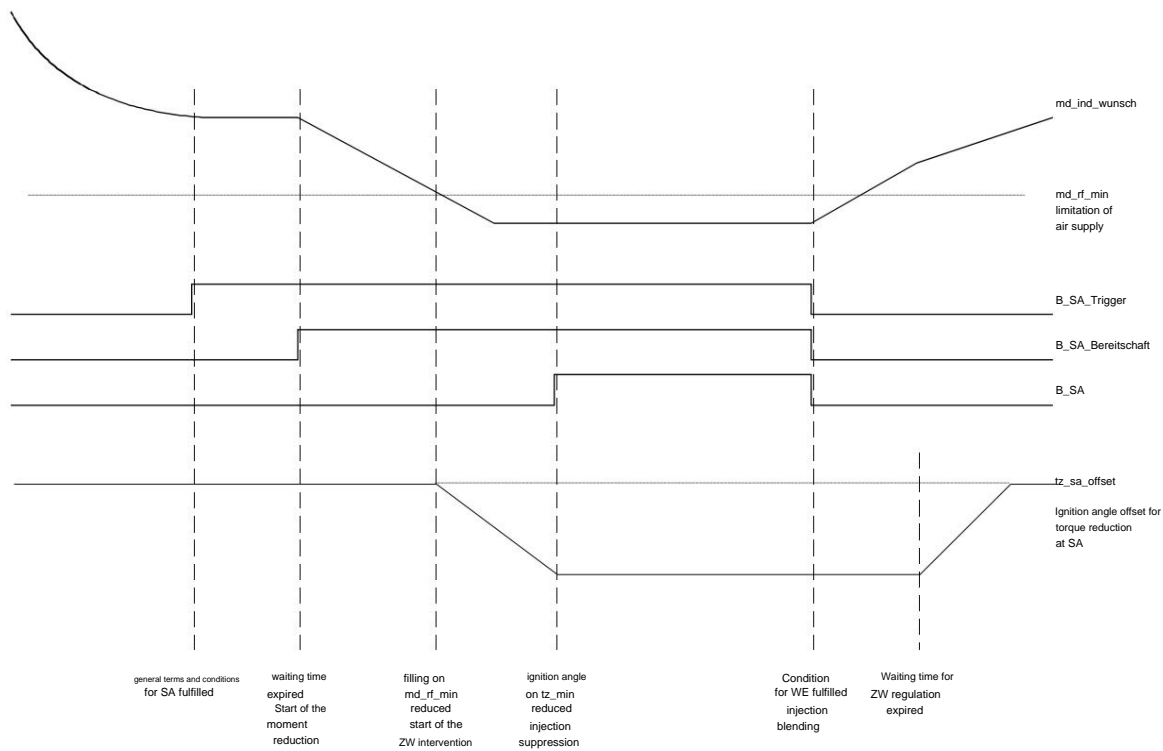 md_ind_wunsch
md_rf_min
limitation of
air supply
B_SA_Trigger
B_SA_Bereitschaft
B_SA
tz_sa_offset
Ignition angle offset for
torque reduction
at SA
general terms and conditions
for SA fulfilled
waiting time
expired
Start of the
moment
reduction
filling on
md_rf_min
reduced
start of the
ZW intervention
ignition angle
on tz_min
reduced
injection
suppression
Condition
for WE fulfilled
injection
blending
Waiting time for
ZW regulation
expired